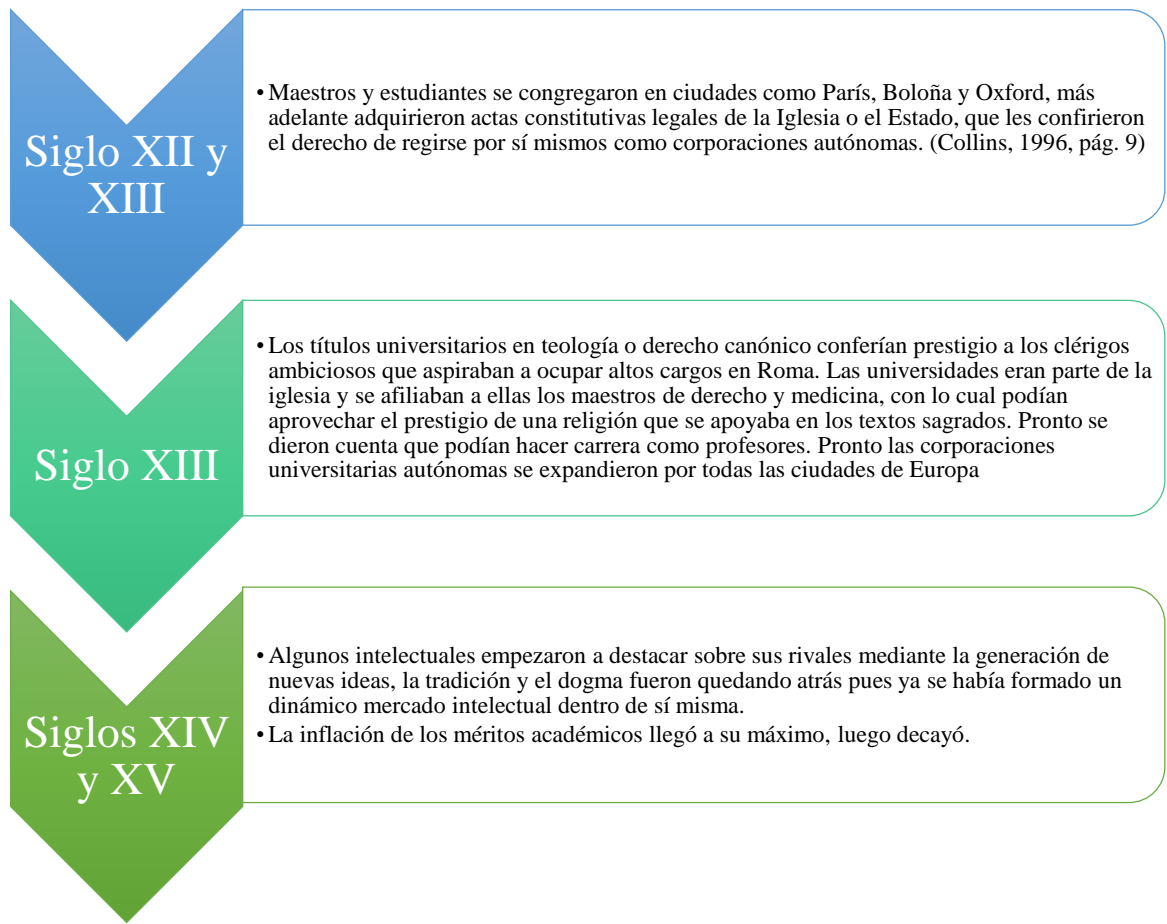 Siglo XII y
XIII
• Maestros y estudiantes se congregaron en ciudades como París, Boloña y Oxford, más
adelante adquirieron actas constitutivas legales de la Iglesia o el Estado, que les confirieron
el derecho de regirse por sí mismos como corporaciones autónomas. (Collins, 1996, pág. 9)
Siglo XIII
• Los títulos universitarios en teología o derecho canónico conferían prestigio a los clérigos
ambiciosos que aspiraban a ocupar altos cargos en Roma. Las universidades eran parte de la
iglesia y se afiliaban a ellas los maestros de derecho y medicina, con lo cual podían
aprovechar el prestigio de una religión que se apoyaba en los textos sagrados. Pronto se
dieron cuenta que podían hacer carrera como profesores. Pronto las corporaciones
universitarias autónomas se expandieron por todas las ciudades de Europa
Siglos XIV
y XV
• Algunos intelectuales empezaron a destacar sobre sus rivales mediante la generación de
nuevas ideas, la tradición y el dogma fueron quedando atrás pues ya se había formado un
dinámico mercado intelectual dentro de sí misma.
• La inflación de los méritos académicos llegó a su máximo, luego decayó.